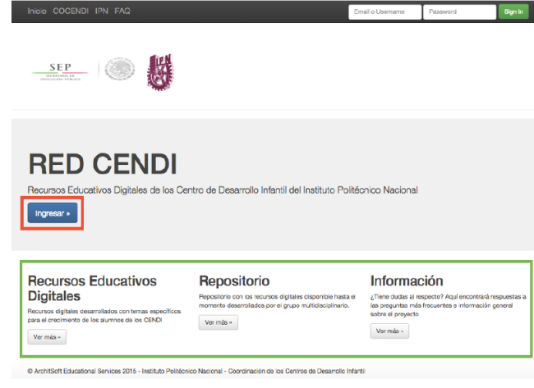 Inicio COCENDI IPN FAQ
Email o Username Password Sign in
SEP
IPN
RED CENDI
Recursos Educativos Digitales de los Centro de Desarrollo Infantil del Instituto Politécnico Nacional
Ingresar »
Recursos Educativos
Digitales
Recursos digitales desarrollados con temas específicos
para el crecimiento de los alumnos de los CENDI
Ver más »
Repositorio
Repositorio con los recursos digitales disponible hasta el
momento desarrollados por el grupo multidisciplinario.
Ver más »
Información
¿Tiene dudas al respecto? Aquí encontrará respuestas a
las preguntas más frecuentes e información general
sobre el proyecto
Ver más »
© ArchitSoft Educational Services 2015 - Instituto Politécnico Nacional - Coordinación de los Centros de Desarrollo Infantil